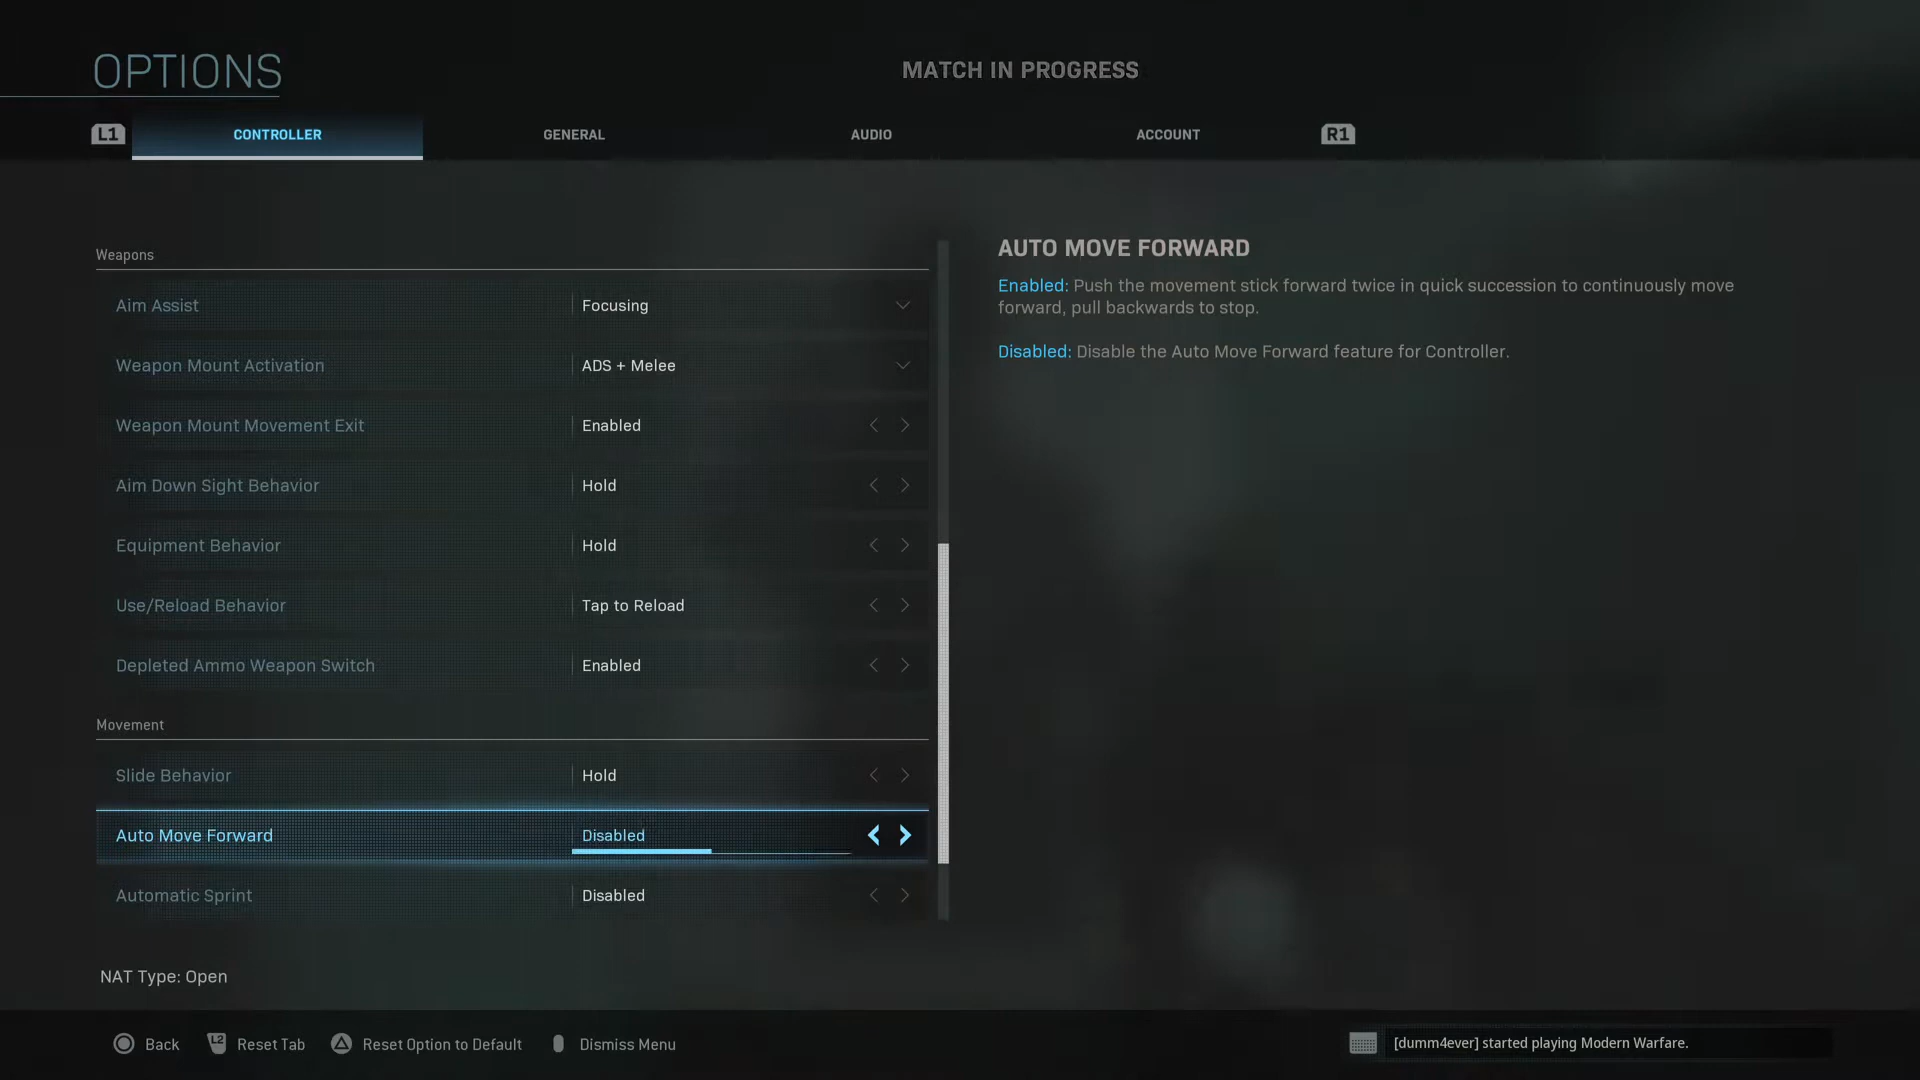 OPTIONS
MATCH IN PROGRESS
L1
CONTROLLER
GENERAL
AUDIO
ACCOUNT
R1
Weapons
Aim Assist
Focusing
Weapon Mount Activation
ADS + Melee
Weapon Mount Movement Exit
Enabled
Aim Down Sight Behavior
Hold
Equipment Behavior
Hold
Use/Reload Behavior
Tap to Reload
Depleted Ammo Weapon Switch
Enabled
Movement
Slide Behavior
Hold
Auto Move Forward
Disabled
Automatic Sprint
Disabled
AUTO MOVE FORWARD
Enabled: Push the movement stick forward twice in quick succession to continuously move
forward, pull backwards to stop.
Disabled: Disable the Auto Move Forward feature for Controller.
NAT Type: Open
Back
L2
Reset Tab
Reset Option to Default
Dismiss Menu
[dumm4ever] started playing Modern Warfare.